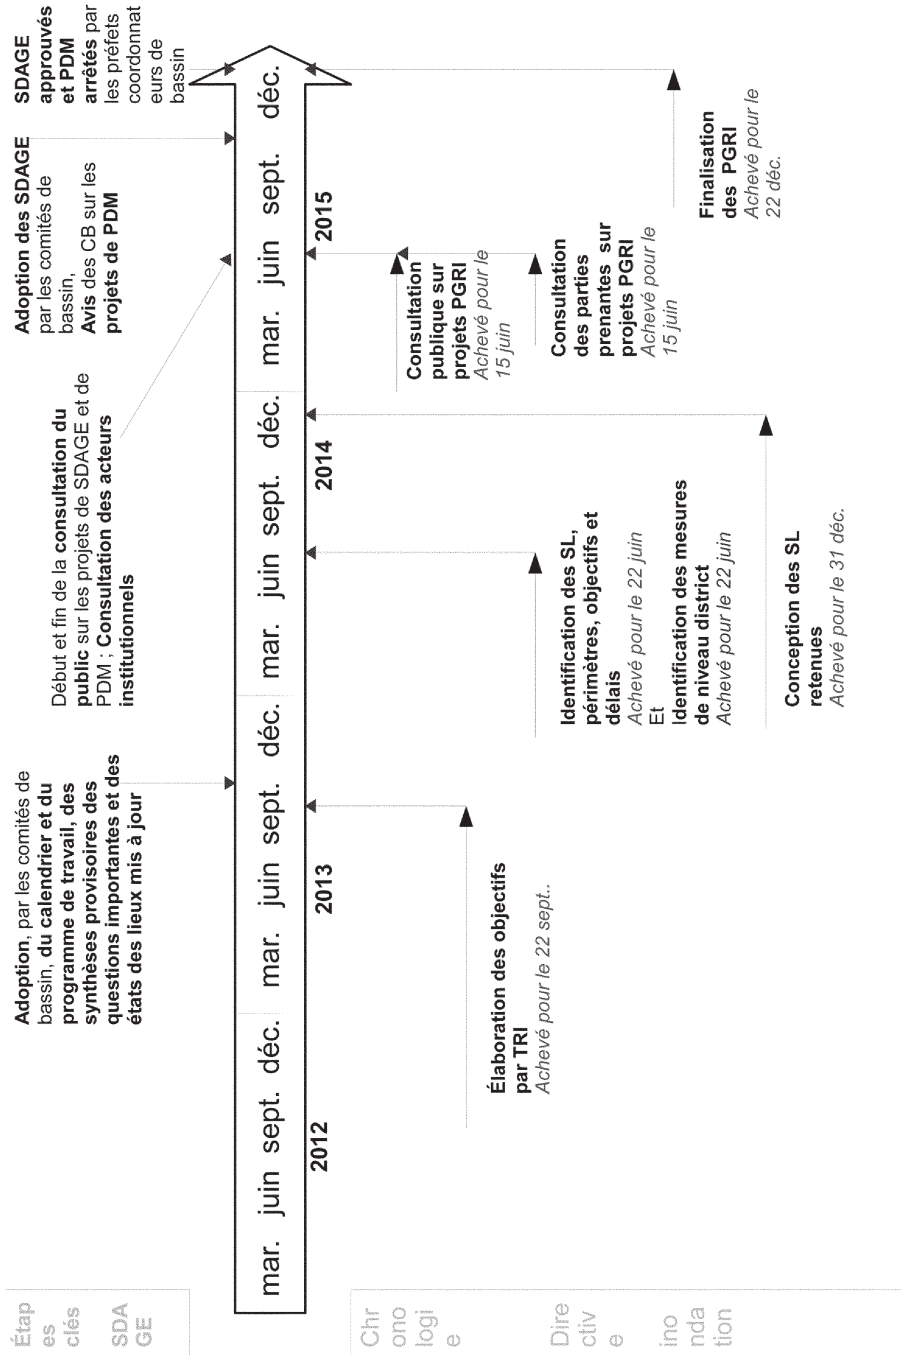 Étap
es
clés
SDA
GE
Adoption, par les comités de
bassin, du calendrier et du
programme de travail, des
synthèses provisoires des
questions importantes et des
états des lieux mis à jour
Début et fin de la consultation du
public sur les projets de SDAGE et de
PDM ; Consultation des acteurs
institutionnels
Adoption des SDAGE
par les comités de
bassin,
Avis des CB sur les
projets de PDM
SDAGE
approuvés
et PDM
arrêtés par
les préfets
coordonnat
eurs de
bassin
mar. juin sept. déc. mar. juin sept. déc. mar. juin sept. déc. mar. juin sept. déc.
2012
2013
2014
2015
Chr
ono
logi
e
Dire
ctiv
e
ino
nda
tion
Élaboration des objectifs
par TRI
Achevé pour le 22 sept..
Identification des SL,
périmètres, objectifs et
délais
Achevé pour le 22 juin
Et
Identification des mesures
de niveau district
Achevé pour le 22 juin
Conception des SL
retenues
Achevé pour le 31 déc.
Consultation
publique sur
projets PGRI
Achevé pour le
15 juin
Consultation
des parties
prenantes sur
projets PGRI
Achevé pour le
15 juin
Finalisation
des PGRI
Achevé pour le
22 déc.